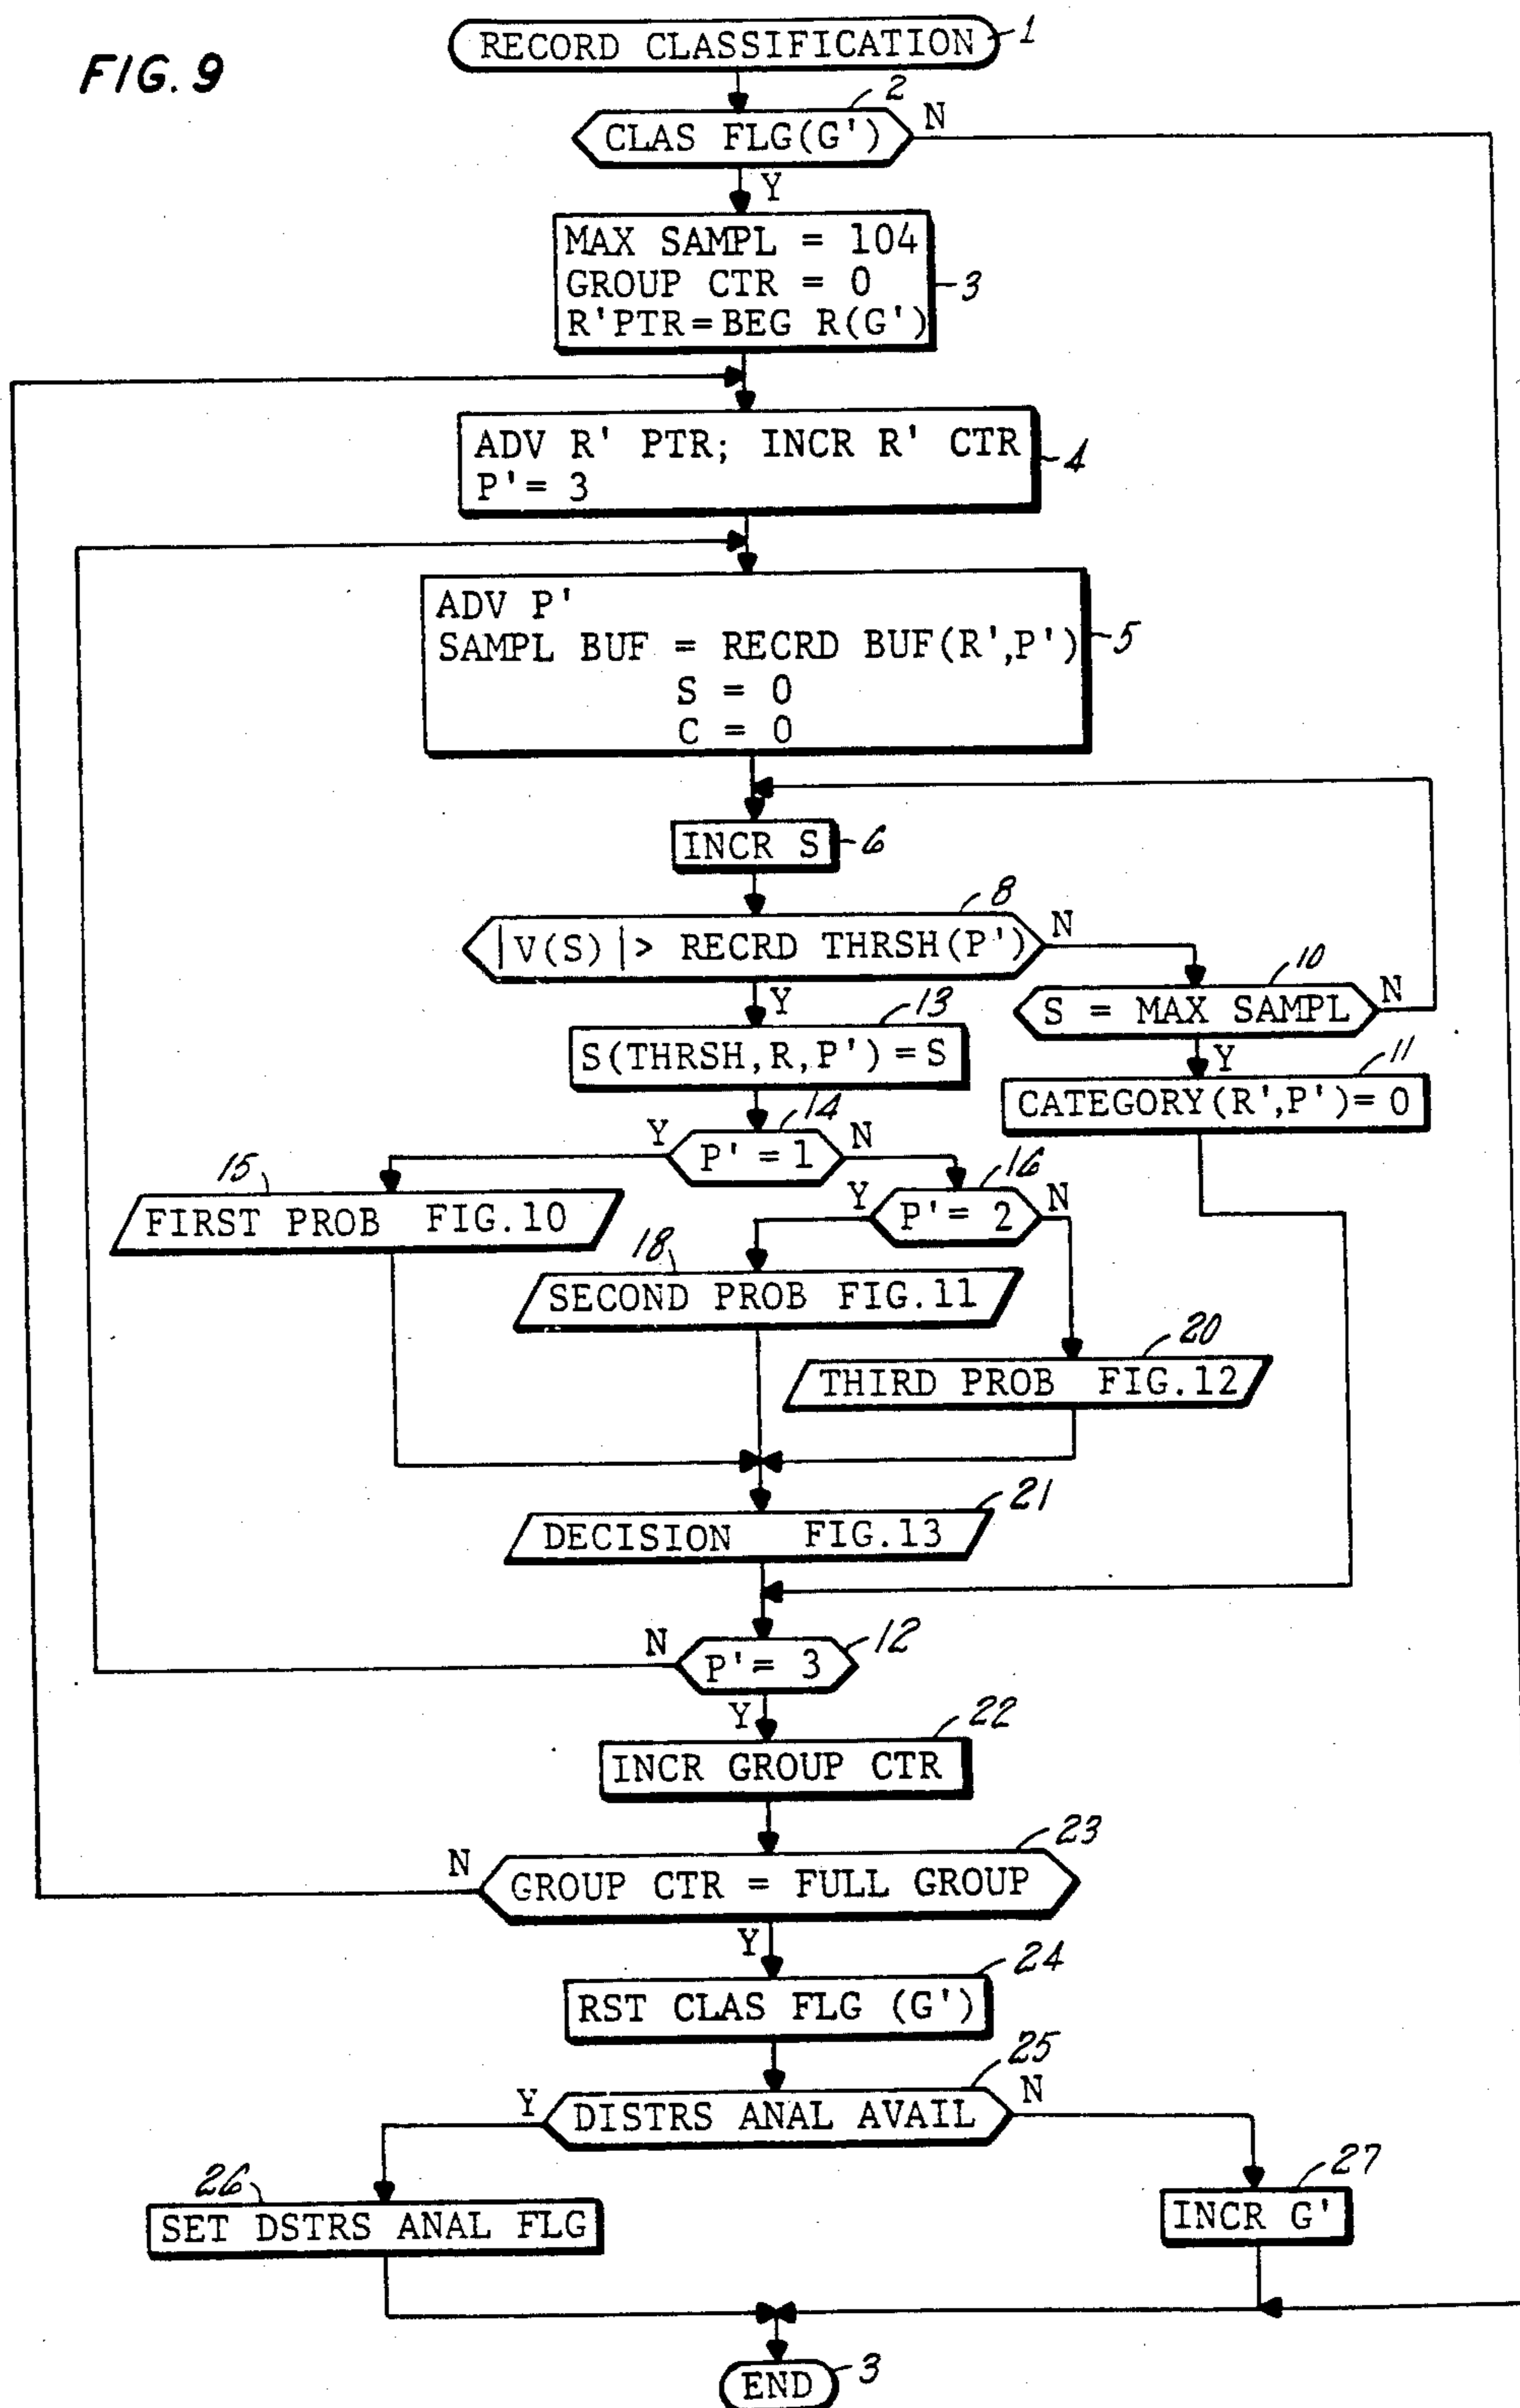 FIG. 9
RECORD CLASSIFICATION
1
2
CLAS FLG(G')
N
Y
MAX SAMPL = 104
GROUP CTR = 0
R'PTR=BEG R(G')
3
ADV R' PTR; INCR R' CTR
P'= 3
4
ADV P'
SAMPL BUF = RECRD BUF(R',P')
S = 0
C = 0
5
INCR S
6
8
|V(S)|> RECRD THRSH(P')
N
Y
10
S = MAX SAMPL
N
Y
13
S(THRSH,R,P')=S
11
CATEGORY(R',P')= 0
14
Y
P'=1
N
15
FIRST PROB FIG.10
16
Y
P'= 2
N
18
SECOND PROB FIG.11
20
THIRD PROB FIG.12
21
DECISION FIG.13
12
N
P'= 3
Y
22
INCR GROUP CTR
23
N
GROUP CTR = FULL GROUP
Y
24
RST CLAS FLG (G')
25
Y
DISTRS ANAL AVAIL
N
26
SET DSTRS ANAL FLG
27
INCR G'
END
3